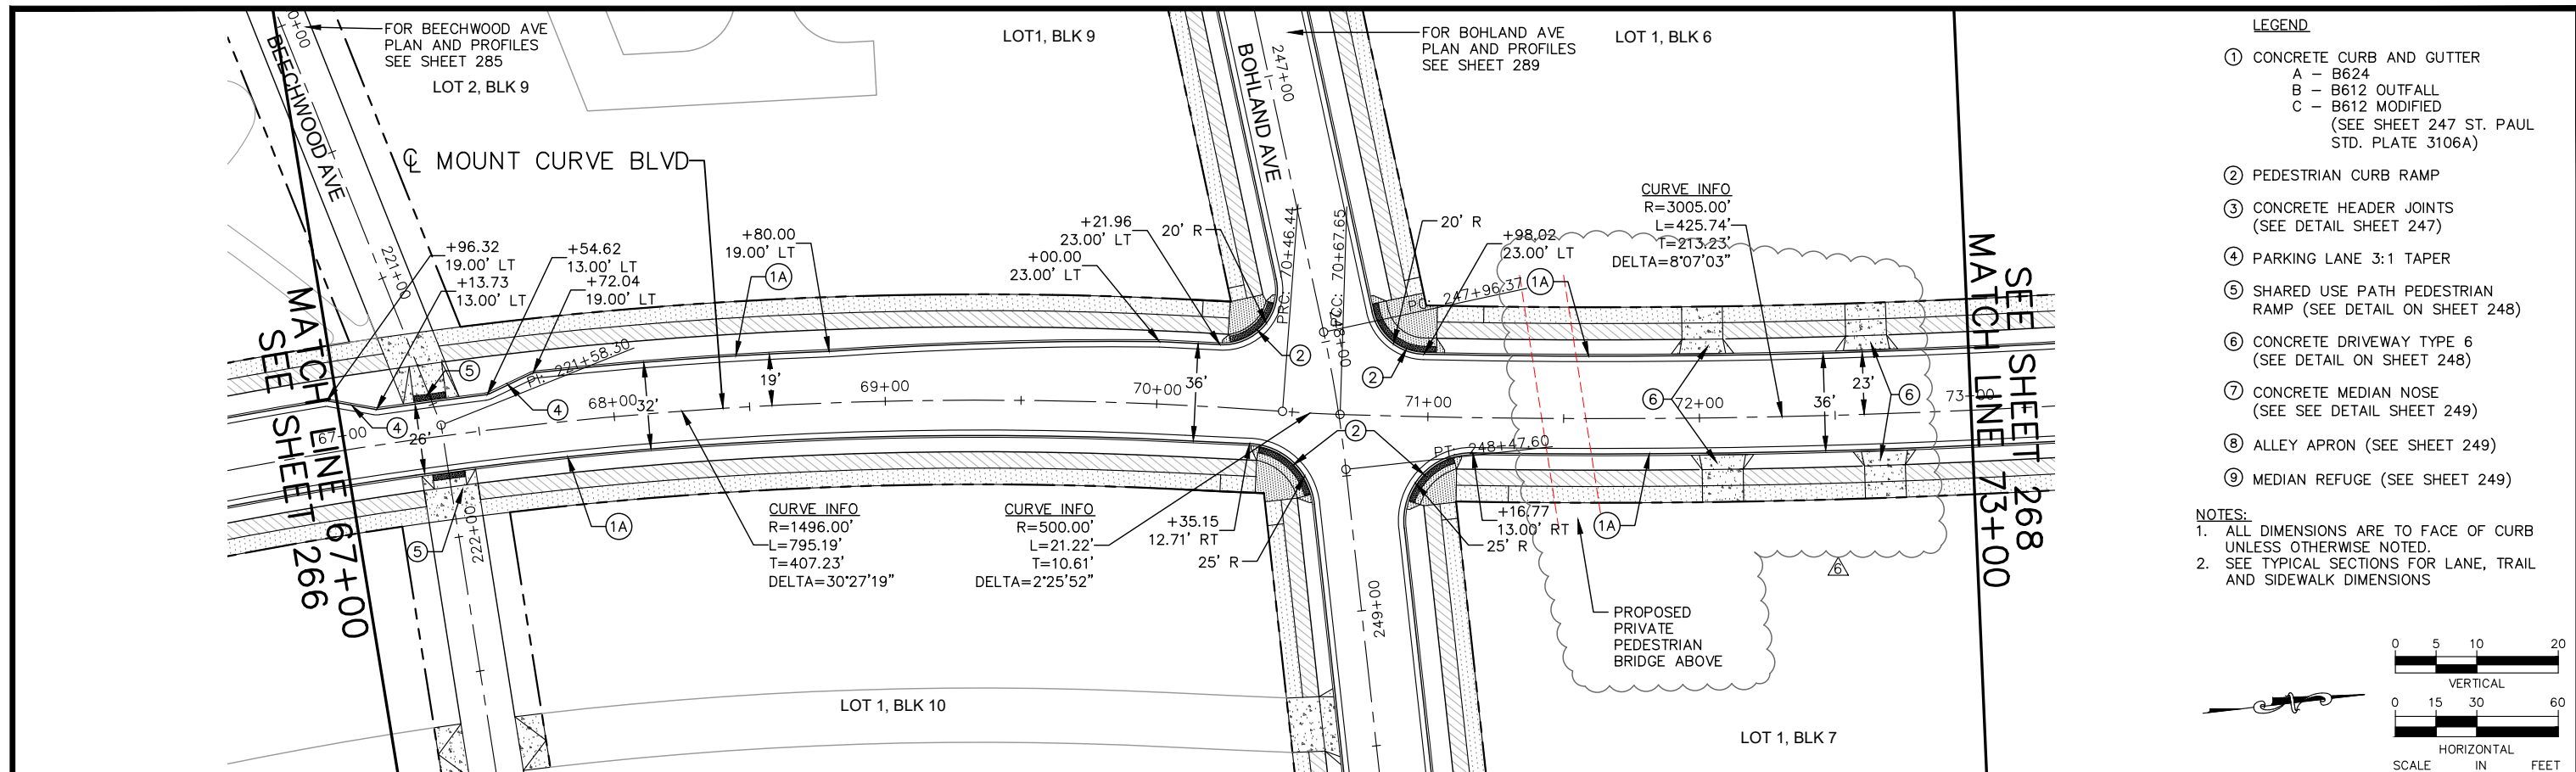 0+00
BEECHWOOD AVE
FOR BEECHWOOD AVE
PLAN AND PROFILES
SEE SHEET 285
LOT 2, BLK 9
LOT1, BLK 9
BOHLAND AVE
247+00
FOR BOHLAND AVE
PLAN AND PROFILES
SEE SHEET 289
LOT 1, BLK 6
℄ MOUNT CURVE BLVD
221+00
+96.32
19.00' LT
+13.73
13.00' LT
+54.62
13.00' LT
+72.04
19.00' LT
+80.00
19.00' LT
1A
+21.96
23.00' LT
+00.00
23.00' LT
20' R
PRC: 70+46.44
PCC: 70+67.65
248+00
20' R
+98.02
23.00' LT
PC: 247+96.37
1A
CURVE INFO
R=3005.00'
L=425.74'
T=213.23'
DELTA=8°07'03"
MATCH LINE 67+00
SEE SHEET 266
PI: 221+58.30
5
4
4
2
2
2
6
6
67+00
68+00
69+00
70+00
71+00
72+00
73+00
26'
32'
19'
36'
36'
23'
PT: 248+47.60
5
222+00
1A
CURVE INFO
R=1496.00'
L=795.19'
T=407.23'
DELTA=30°27'19"
CURVE INFO
R=500.00'
L=21.22'
T=10.61'
DELTA=2°25'52"
+35.15
12.71' RT
25' R
+16.77
13.00' RT
25' R
1A
6
249+00
PROPOSED
PRIVATE
PEDESTRIAN
BRIDGE ABOVE
LOT 1, BLK 10
LOT 1, BLK 7
SEE SHEET 268
MATCH LINE 73+00
LEGEND
1 CONCRETE CURB AND GUTTER
A – B624
B – B612 OUTFALL
C – B612 MODIFIED
(SEE SHEET 247 ST. PAUL
STD. PLATE 3106A)
2 PEDESTRIAN CURB RAMP
3 CONCRETE HEADER JOINTS
(SEE DETAIL SHEET 247)
4 PARKING LANE 3:1 TAPER
5 SHARED USE PATH PEDESTRIAN
RAMP (SEE DETAIL ON SHEET 248)
6 CONCRETE DRIVEWAY TYPE 6
(SEE DETAIL ON SHEET 248)
7 CONCRETE MEDIAN NOSE
(SEE SEE DETAIL SHEET 249)
8 ALLEY APRON (SEE SHEET 249)
9 MEDIAN REFUGE (SEE SHEET 249)
NOTES:
1. ALL DIMENSIONS ARE TO FACE OF CURB
UNLESS OTHERWISE NOTED.
2. SEE TYPICAL SECTIONS FOR LANE, TRAIL
AND SIDEWALK DIMENSIONS
0 5 10 20
VERTICAL
0 15 30 60
HORIZONTAL
SCALE IN FEET